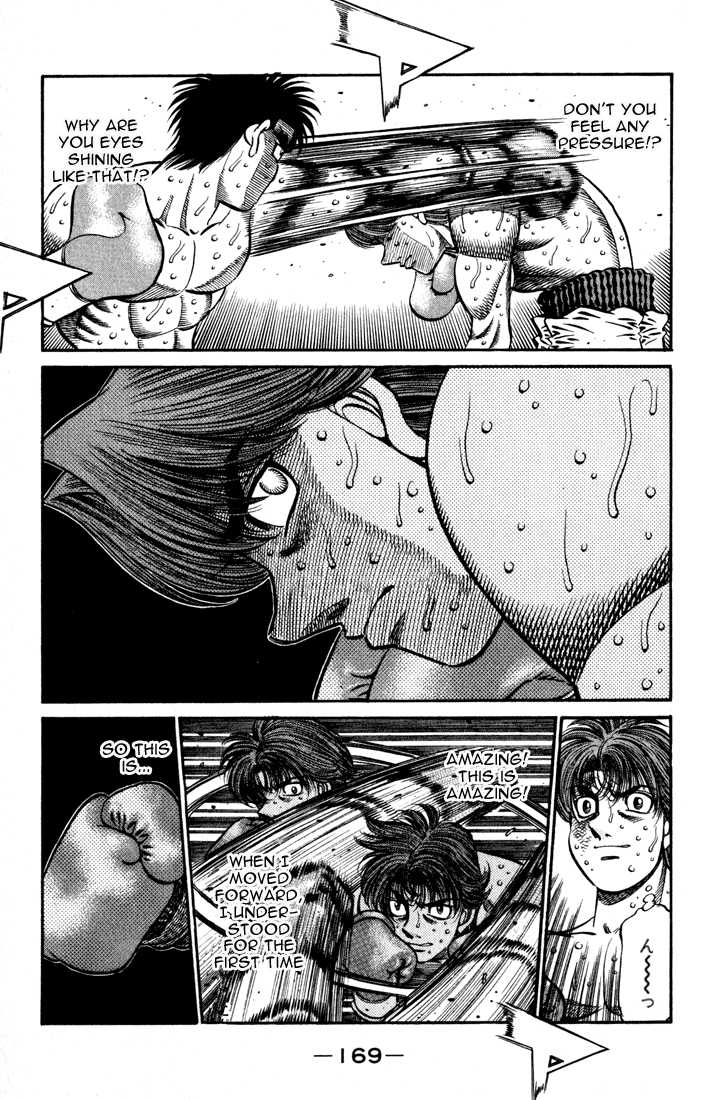 DON'T YOU
FEEL ANY
PRESSURE!?
WHY ARE
YOU EYES
SHINING
LIKE THAT!?
AMAZING!
THIS IS
AMAZING!
WHEN I
MOVED
FORWARD,
I UNDER-
STOOD
FOR THE
FIRST TIME
SO THIS
IS...
ん〜〜っ
—169—